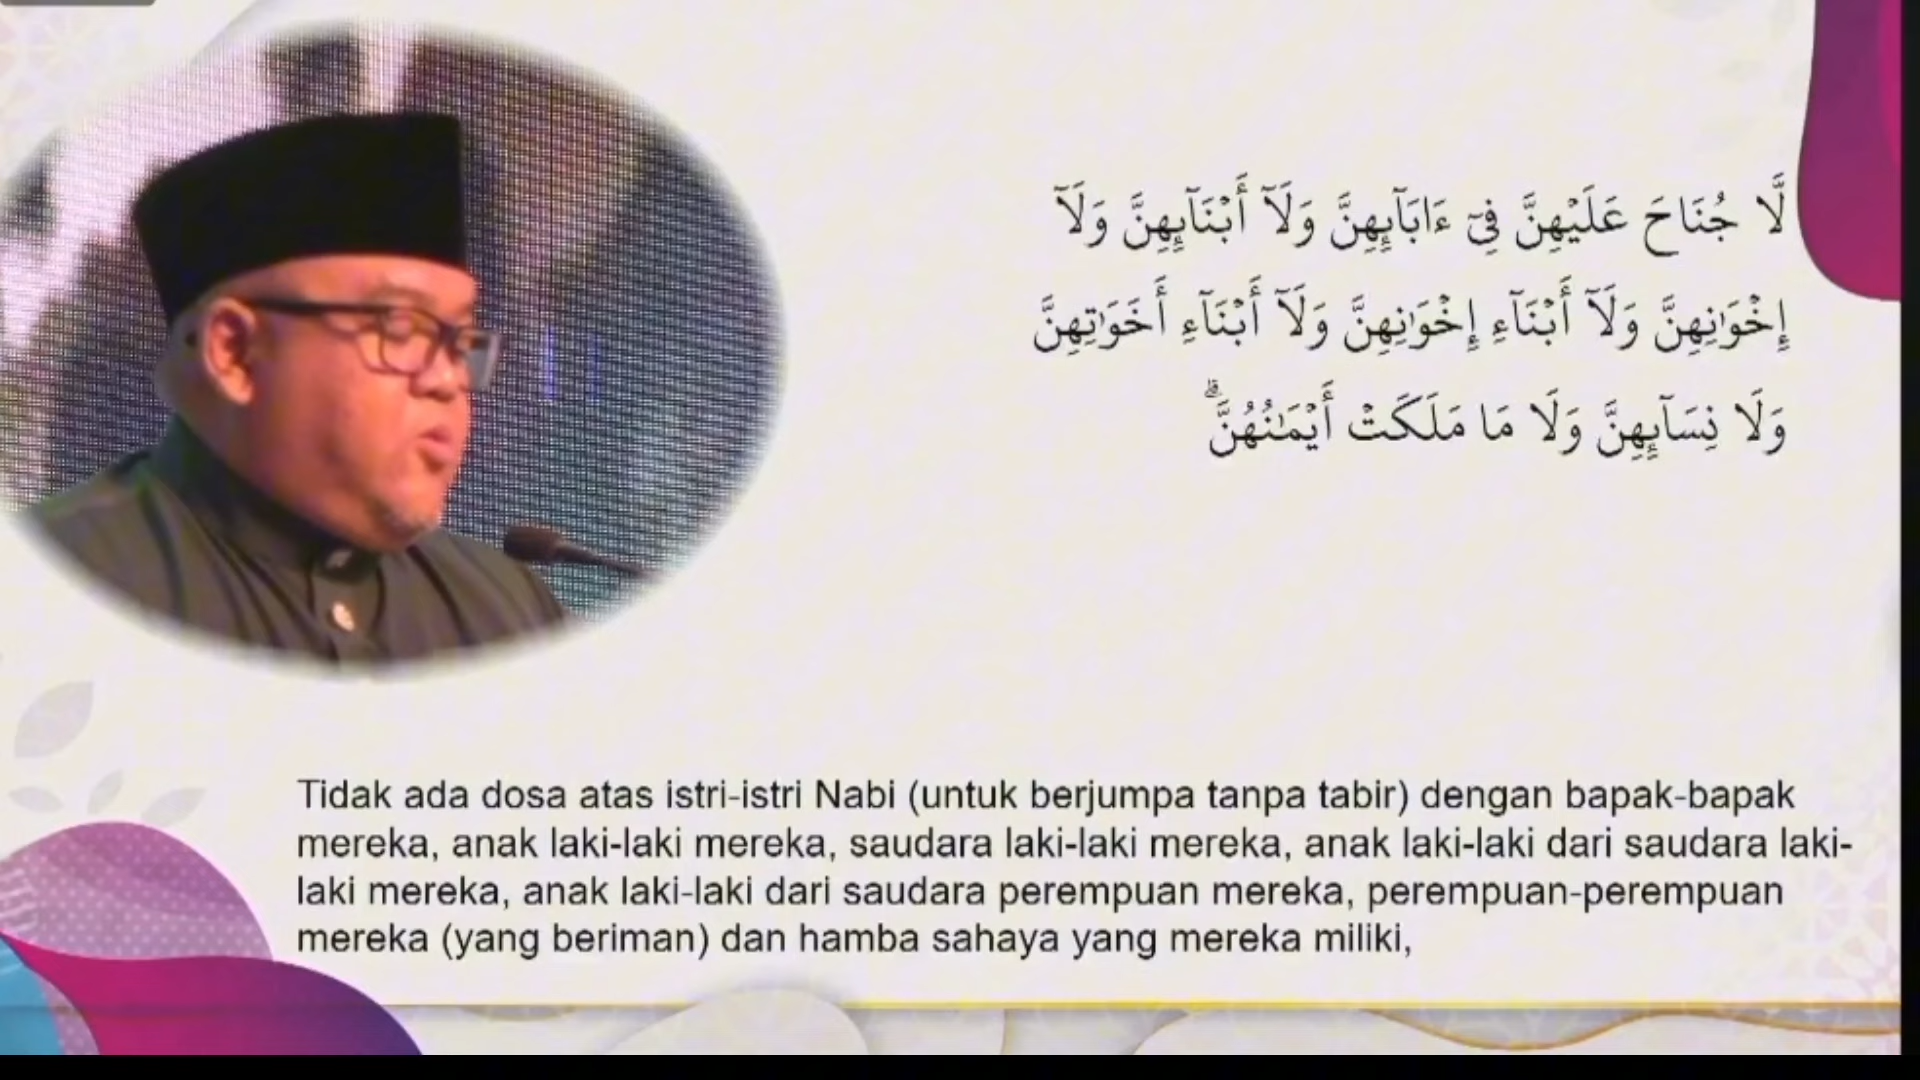 لَّا جُنَاحَ عَلَيْهِنَّ فِىٓ ءَابَآئِهِنَّ وَلَآ أَبْنَآئِهِنَّ وَلَآ
إِخْوَٰنِهِنَّ وَلَآ أَبْنَآءِ إِخْوَٰنِهِنَّ وَلَآ أَبْنَآءِ أَخَوَٰتِهِنَّ
وَلَا نِسَآئِهِنَّ وَلَا مَا مَلَكَتْ أَيْمَٰنُهُنَّ ۗ
Tidak ada dosa atas istri-istri Nabi (untuk berjumpa tanpa tabir) dengan bapak-bapak
mereka, anak laki-laki mereka, saudara laki-laki mereka, anak laki-laki dari saudara laki-
laki mereka, anak laki-laki dari saudara perempuan mereka, perempuan-perempuan
mereka (yang beriman) dan hamba sahaya yang mereka miliki,